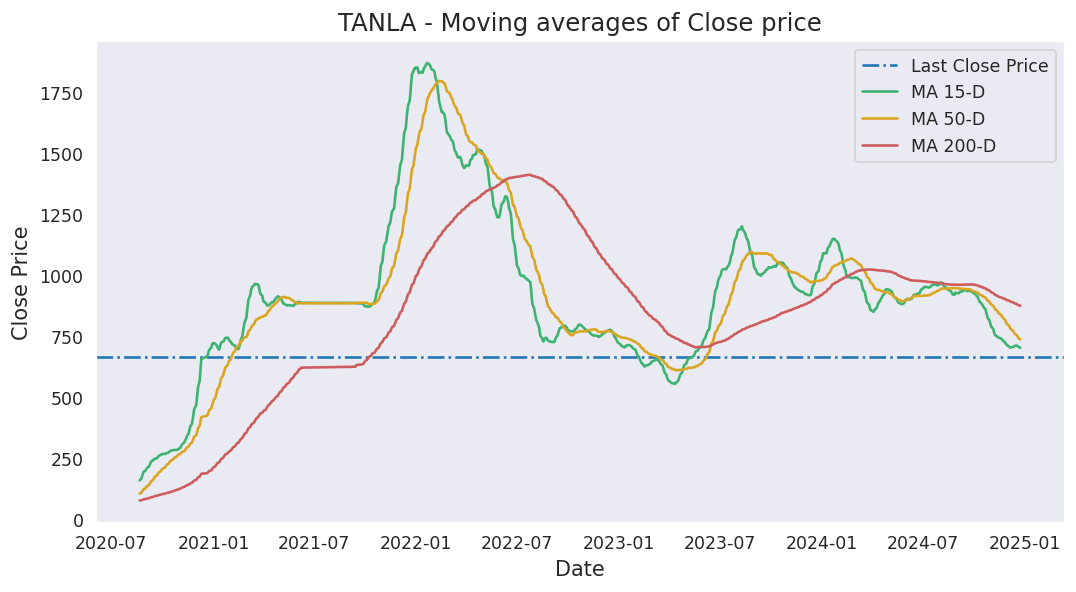 TANLA - Moving averages of Close price
Last Close Price
MA 15-D
MA 50-D
MA 200-D
Close Price
1750
1500
1250
1000
750
500
250
0
2020-07 2021-01 2021-07 2022-01 2022-07 2023-01 2023-07 2024-01 2024-07 2025-01
Date